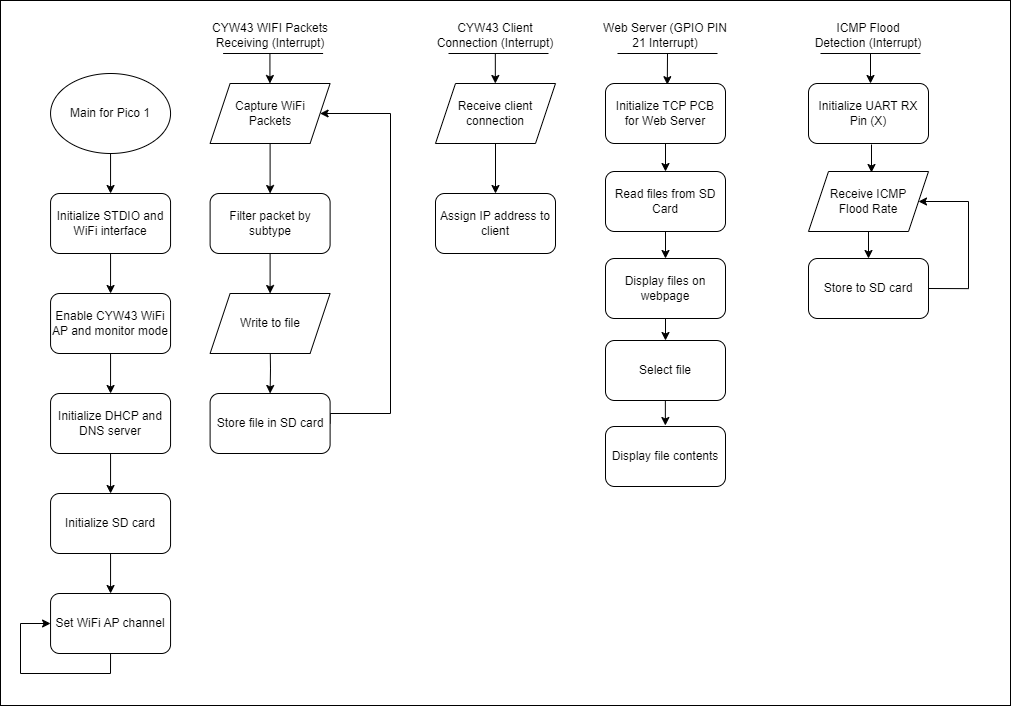 Main for Pico 1
Initialize STDIO and
WiFi interface
Enable CYW43 WiFi
AP and monitor mode
Initialize DHCP and
DNS server
Initialize SD card
Set WiFi AP channel
CYW43 WIFI Packets
Receiving (Interrupt)
Capture WiFi
Packets
Filter packet by
subtype
Write to file
Store file in SD card
CYW43 Client
Connection (Interrupt)
Receive client
connection
Assign IP address to
client
Web Server (GPIO PIN
21 Interrupt)
Initialize TCP PCB
for Web Server
Read files from SD
Card
Display files on
webpage
Select file
Display file contents
ICMP Flood
Detection (Interrupt)
Initialize UART RX
Pin (X)
Receive ICMP
Flood Rate
Store to SD card